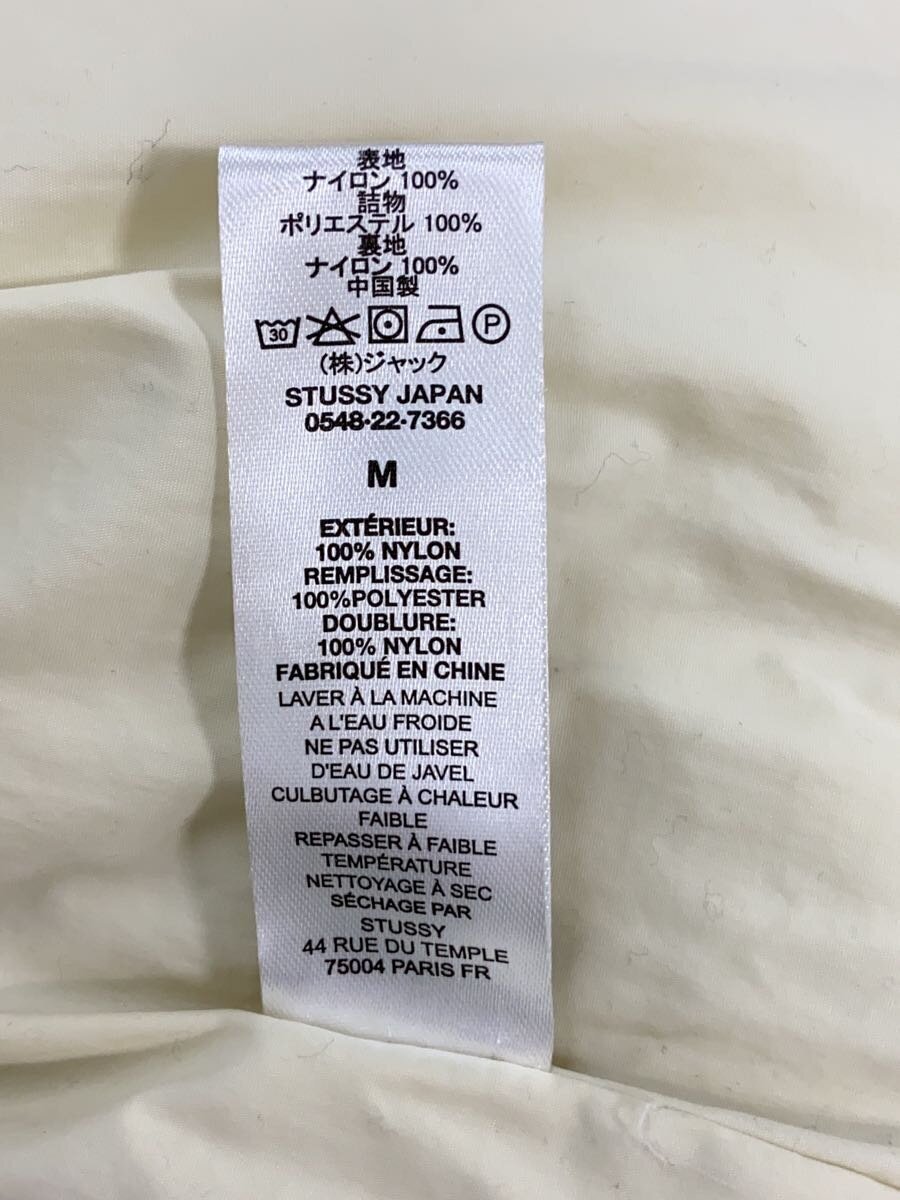 表地
ナイロン 100%
詰物
ポリエステル 100%
裏地
ナイロン 100%
中国製
30 P
(株)ジャック
STUSSY JAPAN
0548-22-7366
M
EXTÉRIEUR:
100% NYLON
REMPLISSAGE:
100%POLYESTER
DOUBLURE:
100% NYLON
FABRIQUÉ EN CHINE
LAVER À LA MACHINE
A L'EAU FROIDE
NE PAS UTILISER
D'EAU DE JAVEL
CULBUTAGE À CHALEUR
FAIBLE
REPASSER À FAIBLE
TEMPÉRATURE
NETTOYAGE À SEC
SÉCHAGE PAR
STUSSY
44 RUE DU TEMPLE
75004 PARIS FR